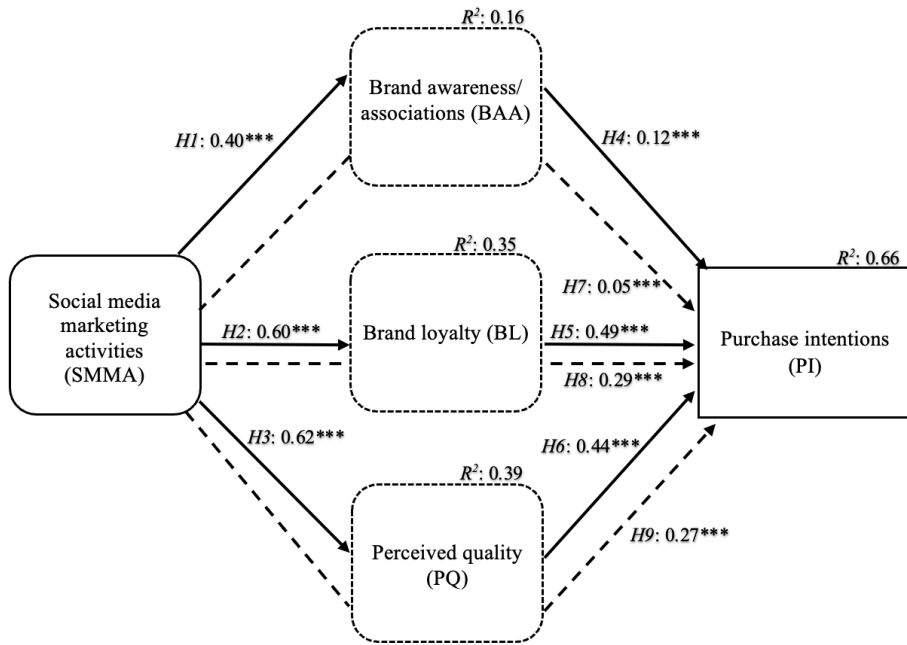 R²: 0.16
Brand awareness/
associations (BAA)
H1: 0.40***
H4: 0.12***
R²: 0.35
R²: 0.66
Social media
marketing
activities
(SMMA)
H2: 0.60***
Brand loyalty (BL)
H7: 0.05***
H5: 0.49***
H8: 0.29***
Purchase intentions
(PI)
H3: 0.62***
H6: 0.44***
R²: 0.39
Perceived quality
(PQ)
H9: 0.27***